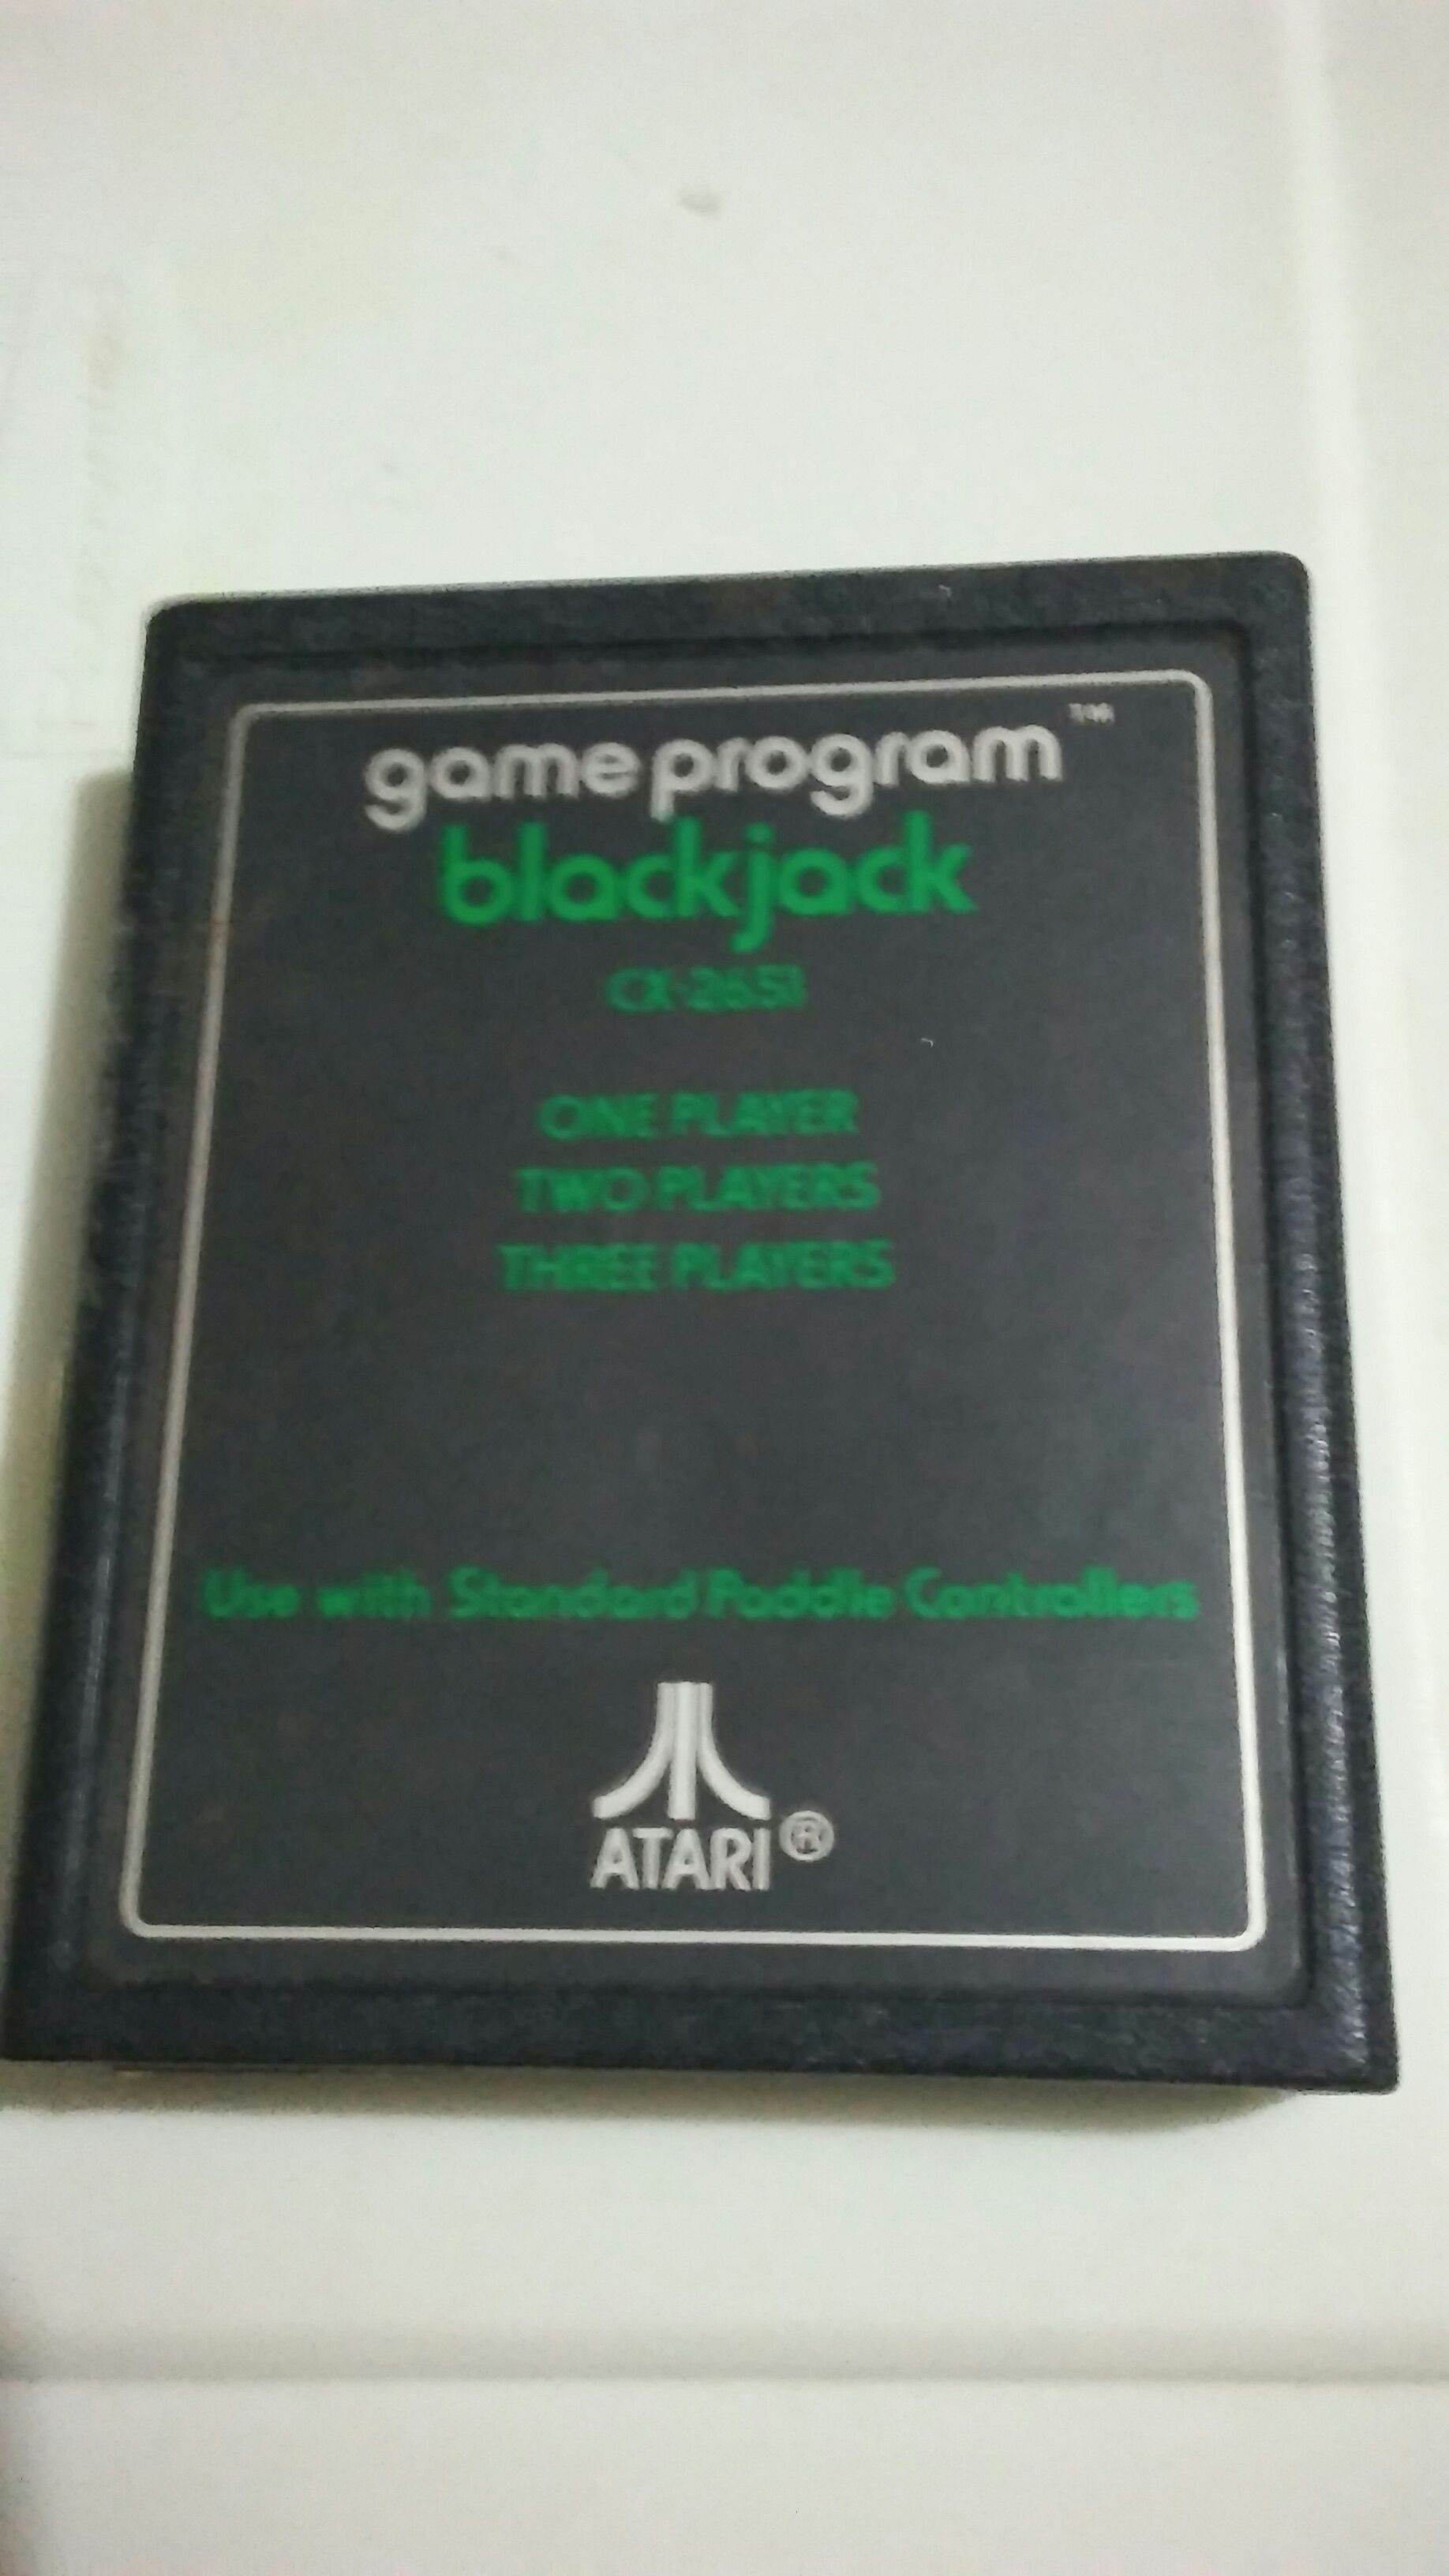 game program™
blackjack
CX-2651
ONE PLAYER
TWO PLAYERS
THREE PLAYERS
Use with Standard Paddle Controllers
ATARI®